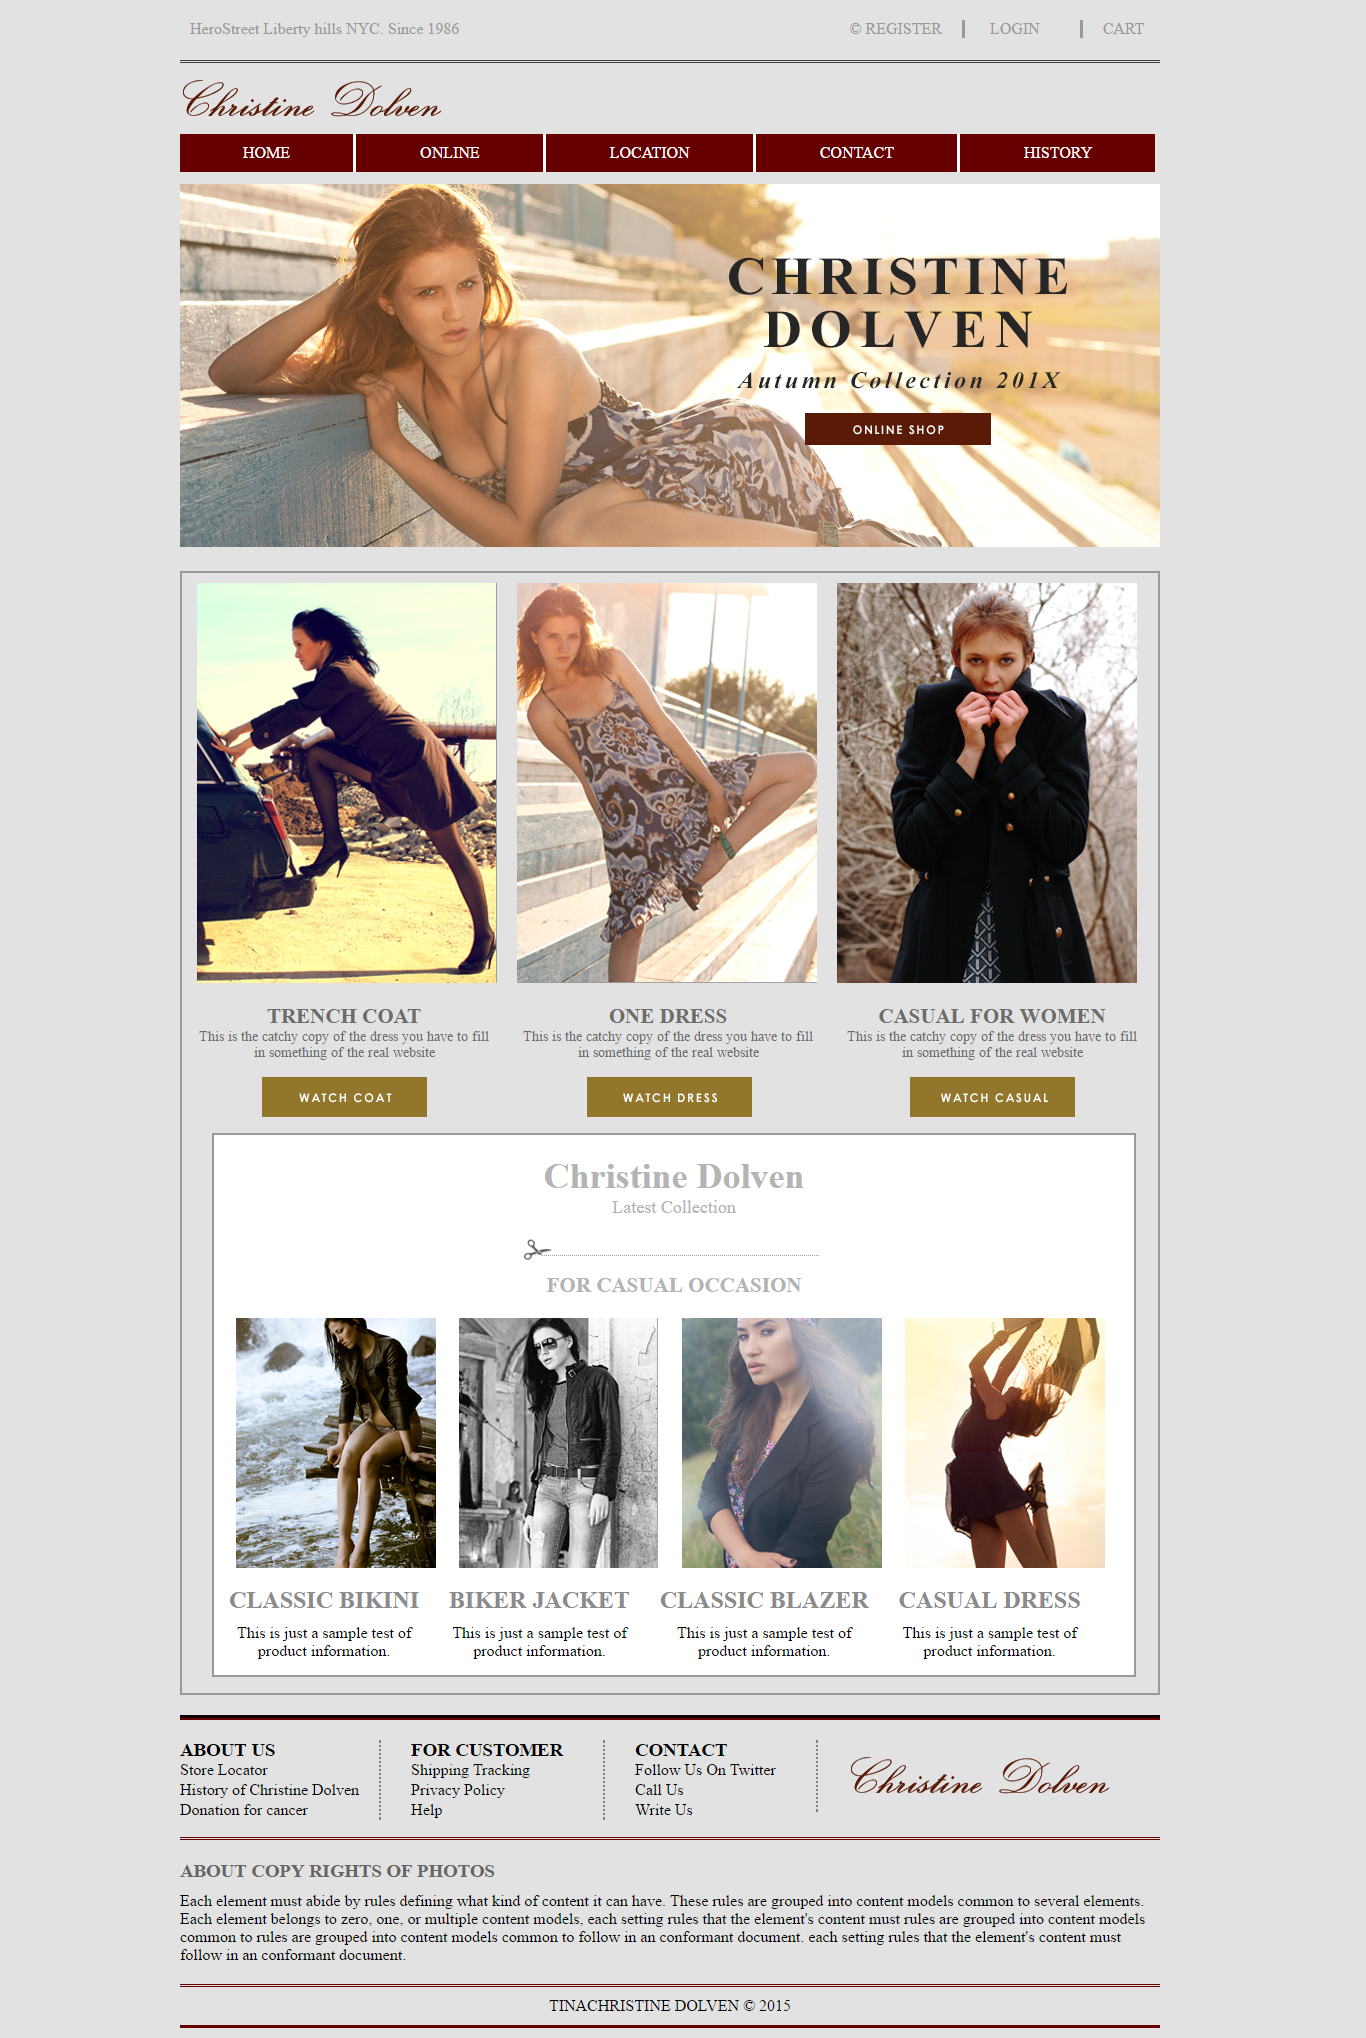 HeroStreet Liberty hills NYC. Since 1986
© REGISTER
LOGIN
CART
Christine Dolven
HOME
ONLINE
LOCATION
CONTACT
HISTORY
CHRISTINE
DOLVEN
Autumn Collection 201X
ONLINE SHOP
TRENCH COAT
This is the catchy copy of the dress you have to fill
in something of the real website
WATCH COAT
ONE DRESS
This is the catchy copy of the dress you have to fill
in something of the real website
WATCH DRESS
CASUAL FOR WOMEN
This is the catchy copy of the dress you have to fill
in something of the real website
WATCH CASUAL
Christine Dolven
Latest Collection
FOR CASUAL OCCASION
CLASSIC BIKINI
This is just a sample test of
product information.
BIKER JACKET
This is just a sample test of
product information.
CLASSIC BLAZER
This is just a sample test of
product information.
CASUAL DRESS
This is just a sample test of
product information.
ABOUT US
Store Locator
History of Christine Dolven
Donation for cancer
FOR CUSTOMER
Shipping Tracking
Privacy Policy
Help
CONTACT
Follow Us On Twitter
Call Us
Write Us
Christine Dolven
ABOUT COPY RIGHTS OF PHOTOS
Each element must abide by rules defining what kind of content it can have. These rules are grouped into content models common to several elements.
Each element belongs to zero, one, or multiple content models, each setting rules that the element's content must rules are grouped into content models
common to rules are grouped into content models common to follow in an conformant document. each setting rules that the element's content must
follow in an conformant document.
TINACHRISTINE DOLVEN © 2015